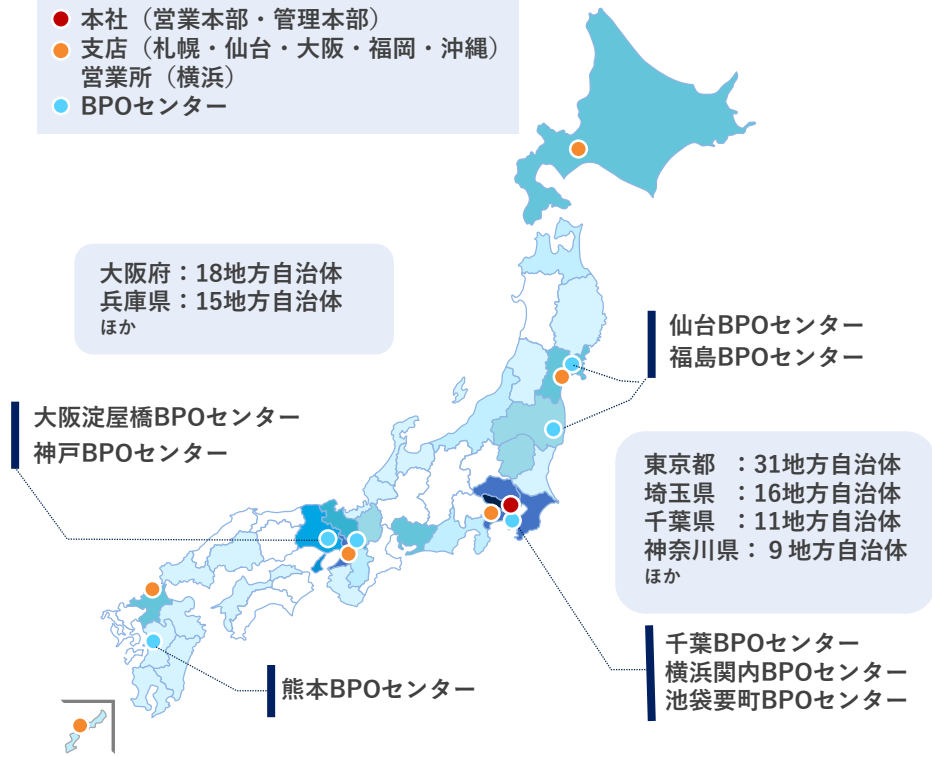 本社（営業本部・管理本部）
支店（札幌・仙台・大阪・福岡・沖縄）
営業所（横浜）
BPOセンター
大阪府：18地方自治体
兵庫県：15地方自治体
ほか
仙台BPOセンター
福島BPOセンター
大阪淀屋橋BPOセンター
神戸BPOセンター
東京都　：31地方自治体
埼玉県　：16地方自治体
千葉県　：11地方自治体
神奈川県：９地方自治体
ほか
千葉BPOセンター
横浜関内BPOセンター
池袋要町BPOセンター
熊本BPOセンター